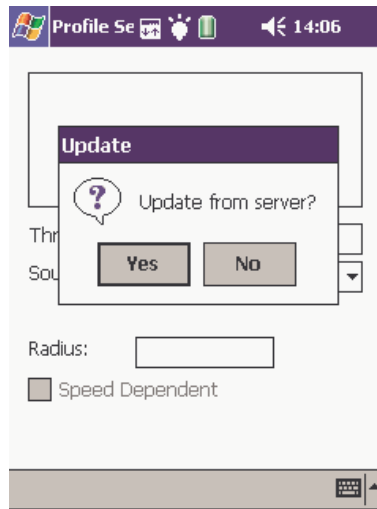 Profile Se 14:06
Update
Update from server?
Yes No
Thr
Sou
Radius:
Speed Dependent